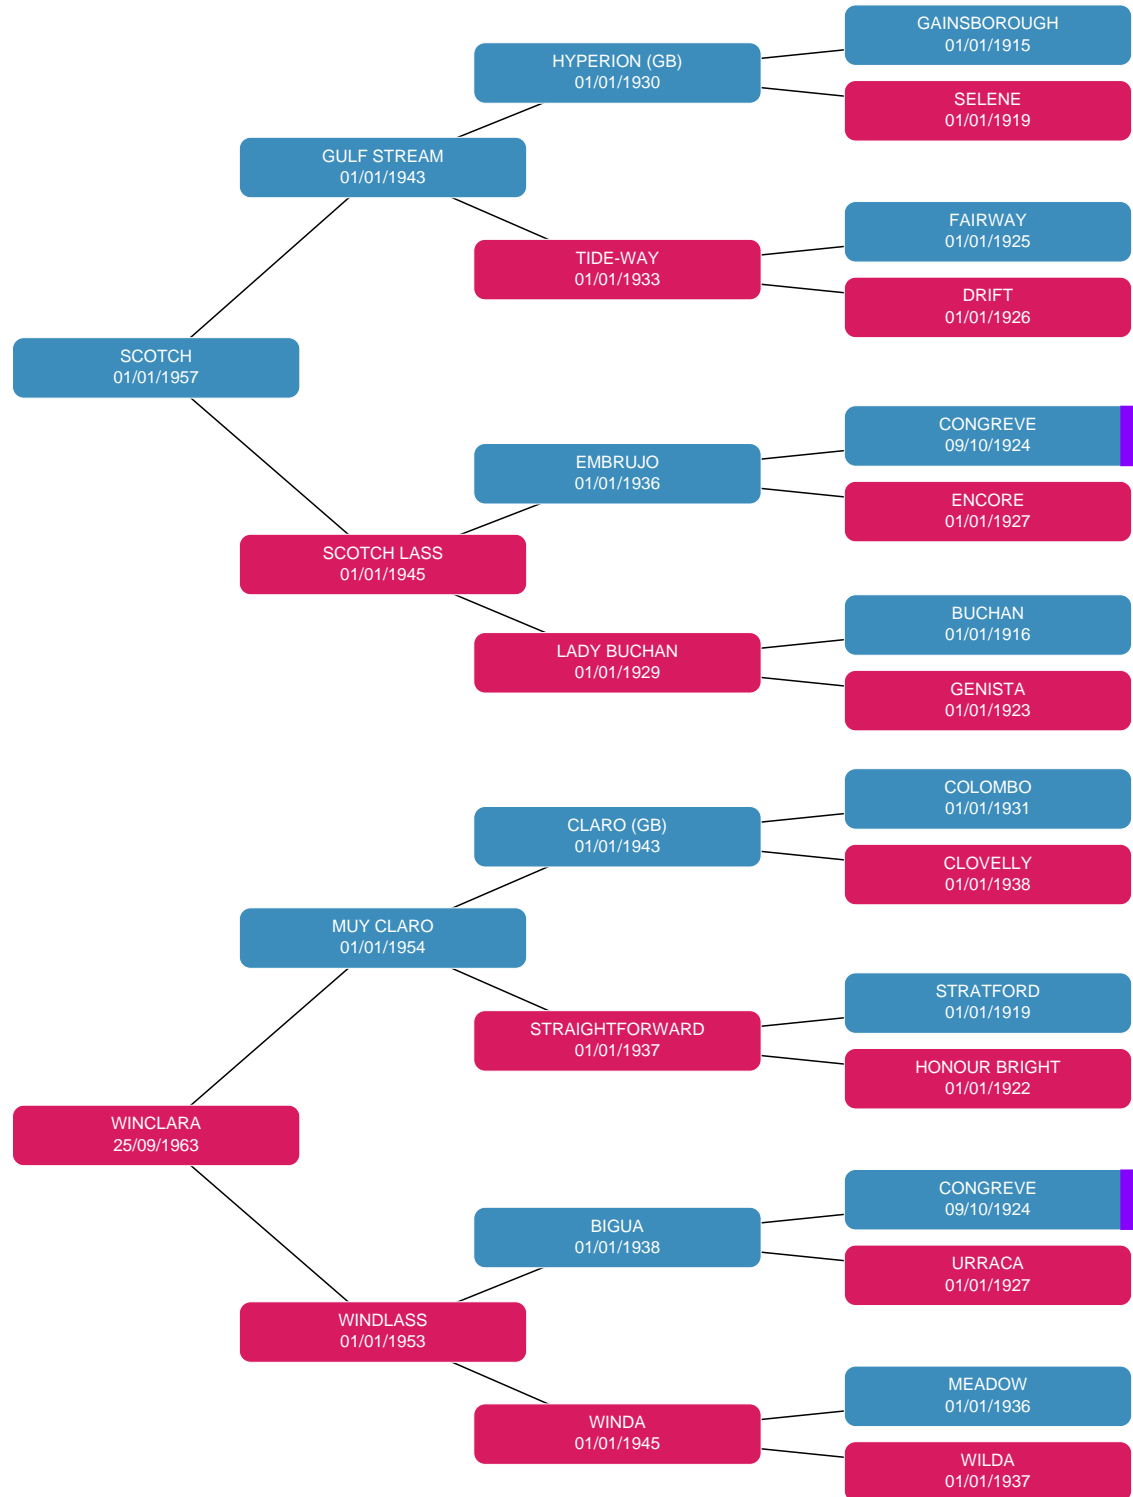 GAINSBOROUGH
01/01/1915
HYPERION (GB)
01/01/1930
SELENE
01/01/1919
GULF STREAM
01/01/1943
FAIRWAY
01/01/1925
TIDE-WAY
01/01/1933
DRIFT
01/01/1926
SCOTCH
01/01/1957
CONGREVE
09/10/1924
EMBRUJO
01/01/1936
ENCORE
01/01/1927
SCOTCH LASS
01/01/1945
BUCHAN
01/01/1916
LADY BUCHAN
01/01/1929
GENISTA
01/01/1923
COLOMBO
01/01/1931
CLARO (GB)
01/01/1943
CLOVELLY
01/01/1938
MUY CLARO
01/01/1954
STRATFORD
01/01/1919
STRAIGHTFORWARD
01/01/1937
HONOUR BRIGHT
01/01/1922
WINCLARA
25/09/1963
CONGREVE
09/10/1924
BIGUA
01/01/1938
URRACA
01/01/1927
WINDLASS
01/01/1953
MEADOW
01/01/1936
WINDA
01/01/1945
WILDA
01/01/1937